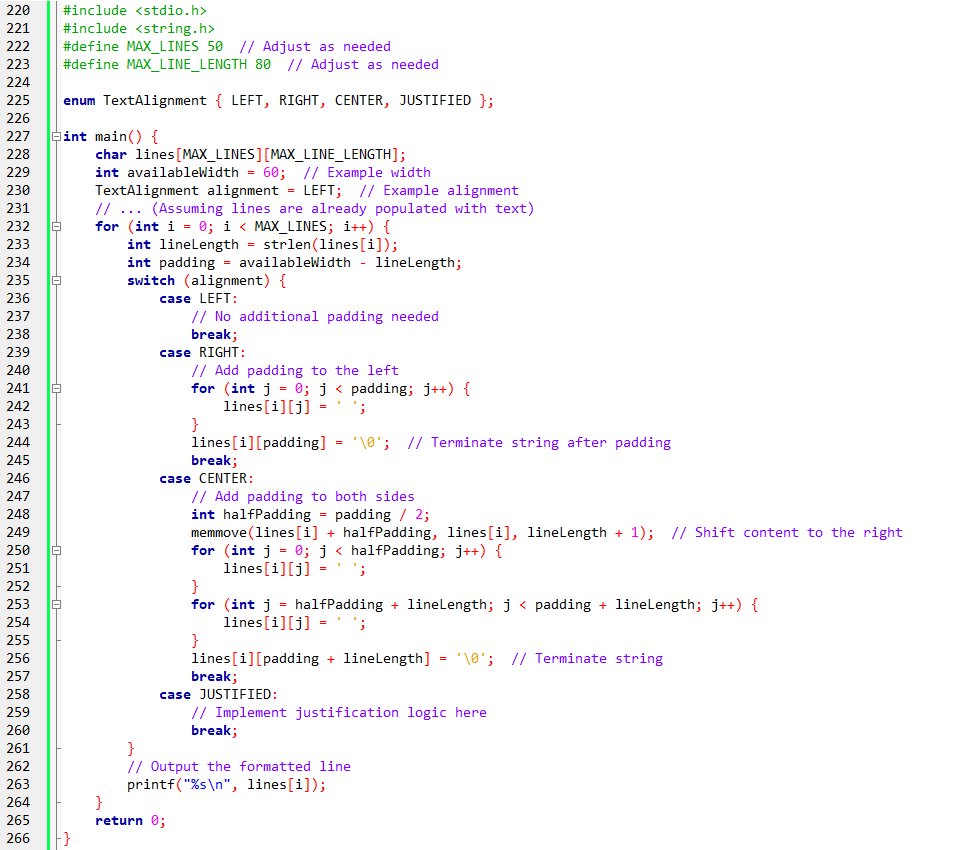 220 #include <stdio.h>
221 #include <string.h>
222 #define MAX_LINES 50  // Adjust as needed
223 #define MAX_LINE_LENGTH 80  // Adjust as needed
224
225 enum TextAlignment { LEFT, RIGHT, CENTER, JUSTIFIED };
226
227 int main() {
228     char lines[MAX_LINES][MAX_LINE_LENGTH];
229     int availableWidth = 60;  // Example width
230     TextAlignment alignment = LEFT;  // Example alignment
231     // ... (Assuming lines are already populated with text)
232     for (int i = 0; i < MAX_LINES; i++) {
233         int lineLength = strlen(lines[i]);
234         int padding = availableWidth - lineLength;
235         switch (alignment) {
236             case LEFT:
237                 // No additional padding needed
238                 break;
239             case RIGHT:
240                 // Add padding to the left
241                 for (int j = 0; j < padding; j++) {
242                     lines[i][j] = ' ';
243                 }
244                 lines[i][padding] = '\0';  // Terminate string after padding
245                 break;
246             case CENTER:
247                 // Add padding to both sides
248                 int halfPadding = padding / 2;
249                 memmove(lines[i] + halfPadding, lines[i], lineLength + 1);  // Shift content to the right
250                 for (int j = 0; j < halfPadding; j++) {
251                     lines[i][j] = ' ';
252                 }
253                 for (int j = halfPadding + lineLength; j < padding + lineLength; j++) {
254                     lines[i][j] = ' ';
255                 }
256                 lines[i][padding + lineLength] = '\0';  // Terminate string
257                 break;
258             case JUSTIFIED:
259                 // Implement justification logic here
260                 break;
261         }
262         // Output the formatted line
263         printf("%s\n", lines[i]);
264     }
265     return 0;
266 }